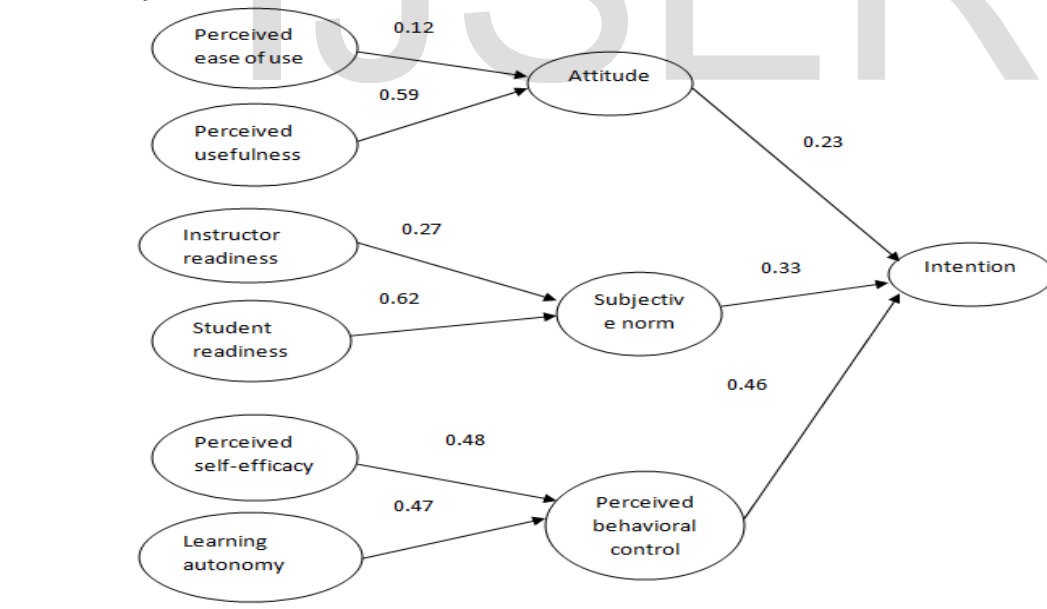 Perceived
ease of use
0.12
Attitude
0.59
Perceived
usefulness
0.23
Instructor
readiness
0.27
Intention
0.33
Subjectiv
e norm
0.62
Student
readiness
0.46
Perceived
self-efficacy
0.48
Perceived
behavioral
control
0.47
Learning
autonomy